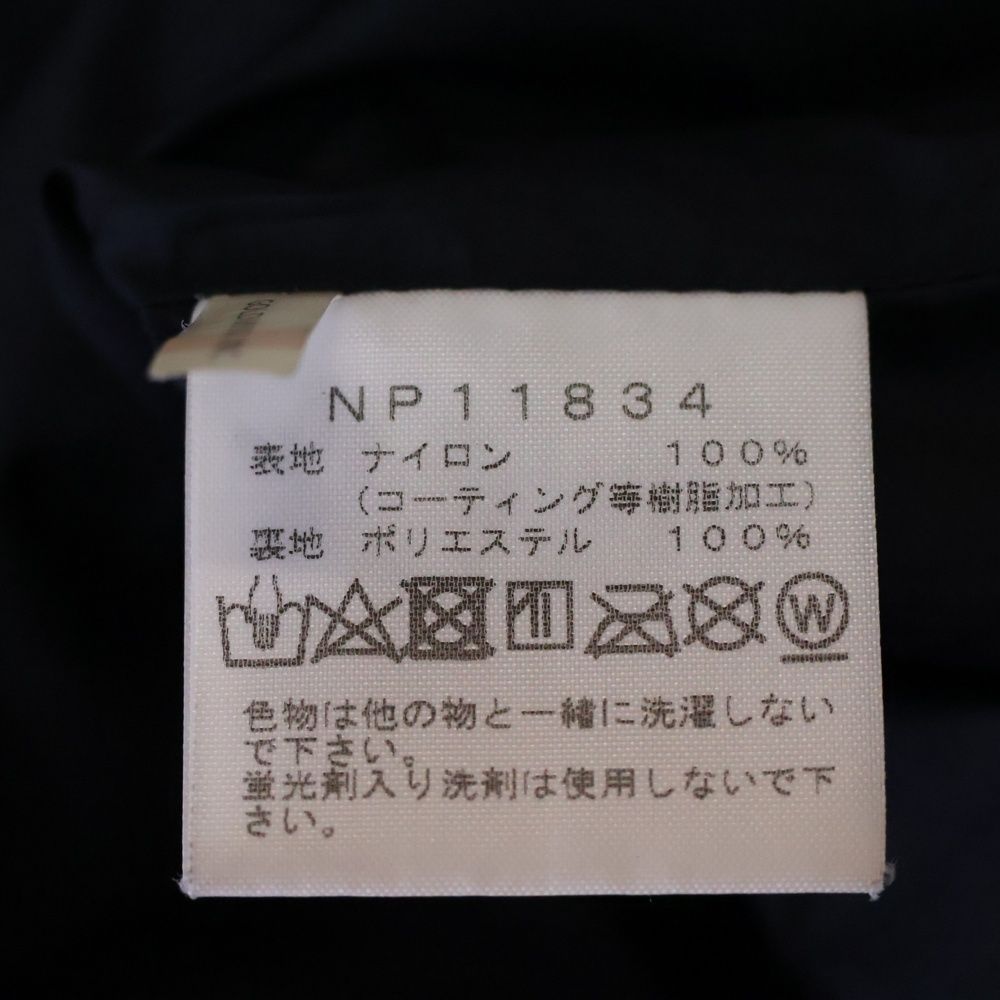 NP11834
表地 ナイロン 100%
(コーティング等樹脂加工)
裏地 ポリエステル 100%
W
色物は他の物と一緒に洗濯しない
で下さい。
蛍光剤入り洗剤は使用しないで下
さい。